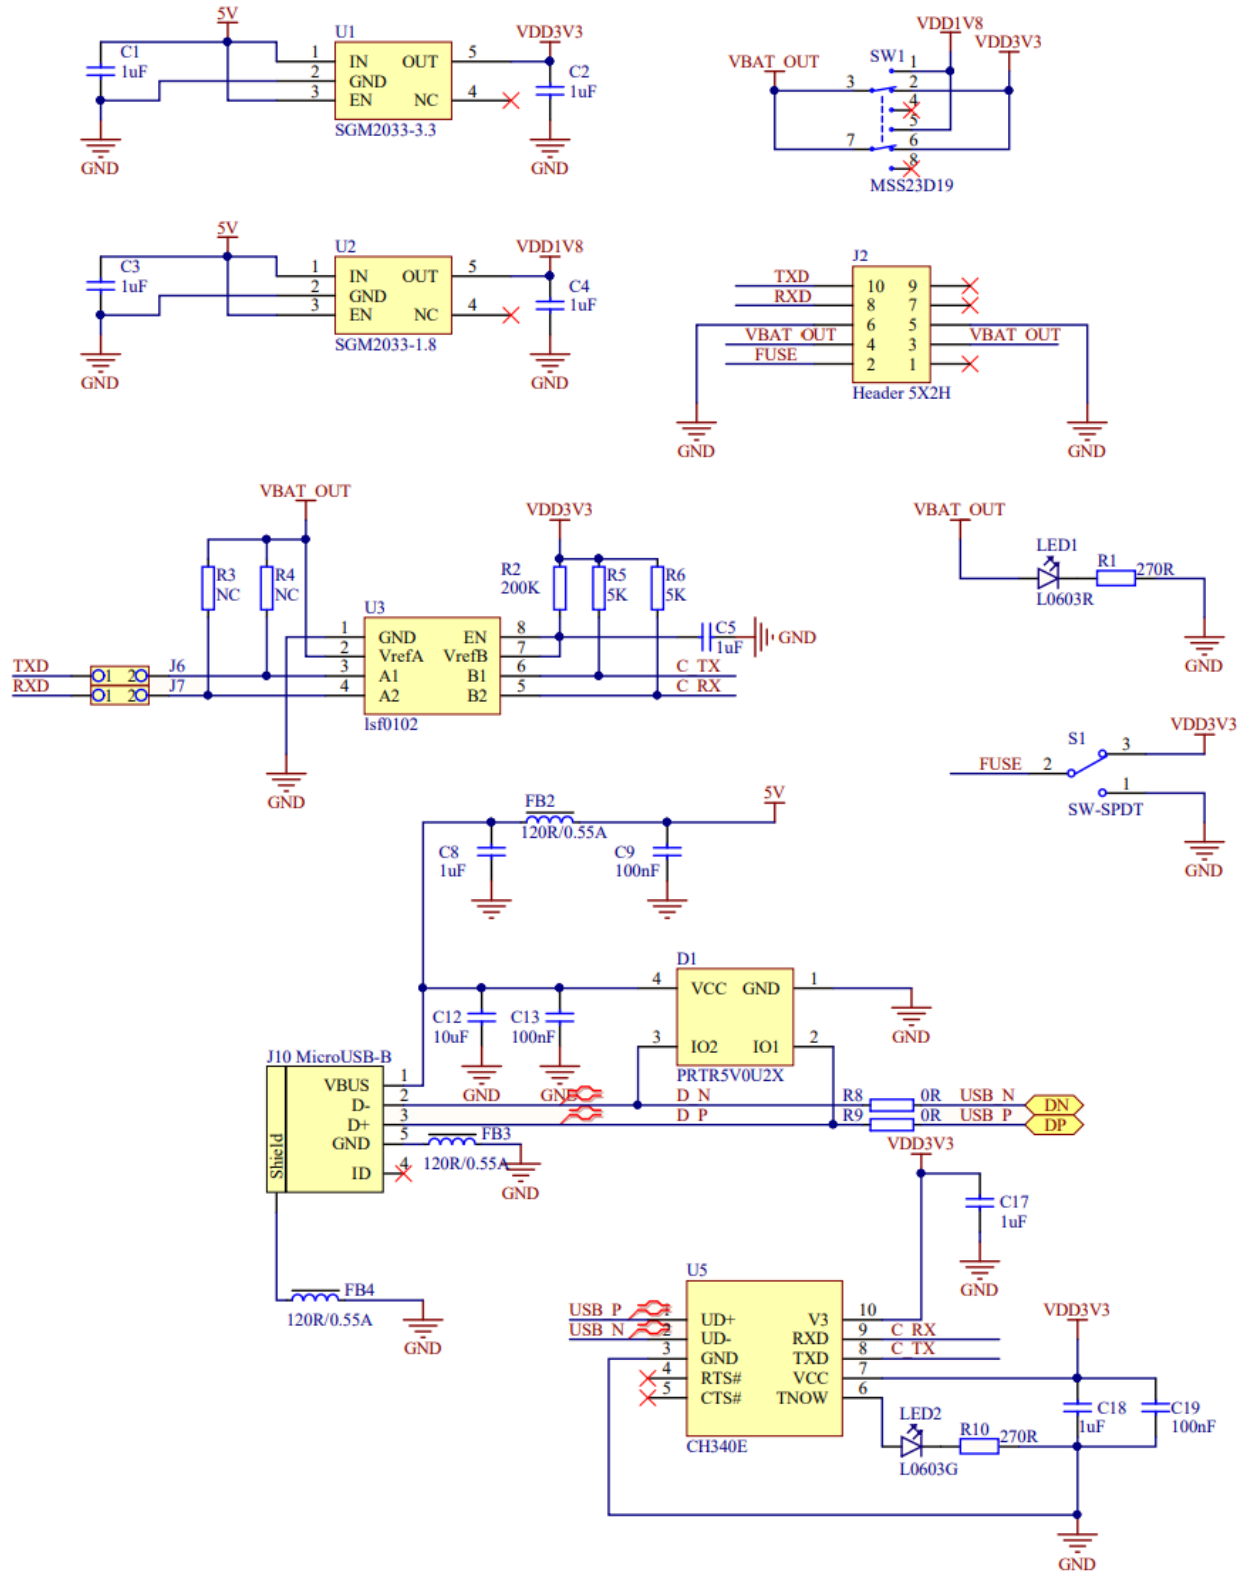 5V
C1
1uF
GND
U1
1 IN OUT 5
2 GND
3 EN NC 4
SGM2033-3.3
VDD3V3
C2
1uF
GND
VBAT_OUT
VDD1V8
VDD3V3
SW1
1
3 2
4
5
7 6
8
MSS23D19
5V
C3
1uF
GND
U2
1 IN OUT 5
2 GND
3 EN NC 4
SGM2033-1.8
VDD1V8
C4
1uF
GND
J2
TXD 10 9
RXD 8 7
6 5
VBAT_OUT 4 3 VBAT_OUT
FUSE 2 1
Header 5X2H
GND
GND
VBAT_OUT
R3
NC
R4
NC
VDD3V3
R2
200K
R5
5K
R6
5K
U3
1 GND EN 8
2 VrefA VrefB 7
3 A1 B1 6
4 A2 B2 5
lsf0102
C5
1uF
GND
TXD 1 2 J6
RXD 1 2 J7
C_TX
C_RX
GND
VBAT_OUT
LED1
L0603R
R1
270R
GND
VDD3V3
S1
FUSE 2 3
1
SW-SPDT
GND
5V
FB2
120R/0.55A
C8
1uF
C9
100nF
D1
4 VCC GND 1
3 IO2 IO1 2
PRTR5V0U2X
GND
C12
10uF
C13
100nF
GND
GND
J10 MicroUSB-B
VBUS 1
D- 2
D+ 3
GND 5
ID 4
Shield
D_N R8 0R USB_N DN
D_P R9 0R USB_P DP
FB3
120R/0.55A
GND
FB4
120R/0.55A
GND
VDD3V3
C17
1uF
GND
U5
USB_P 1 UD+ V3 10
USB_N 2 UD- RXD 9 C_RX
3 GND TXD 8 C_TX
4 RTS# VCC 7
5 CTS# TNOW 6
CH340E
LED2
L0603G
R10
270R
VDD3V3
C18
1uF
C19
100nF
GND